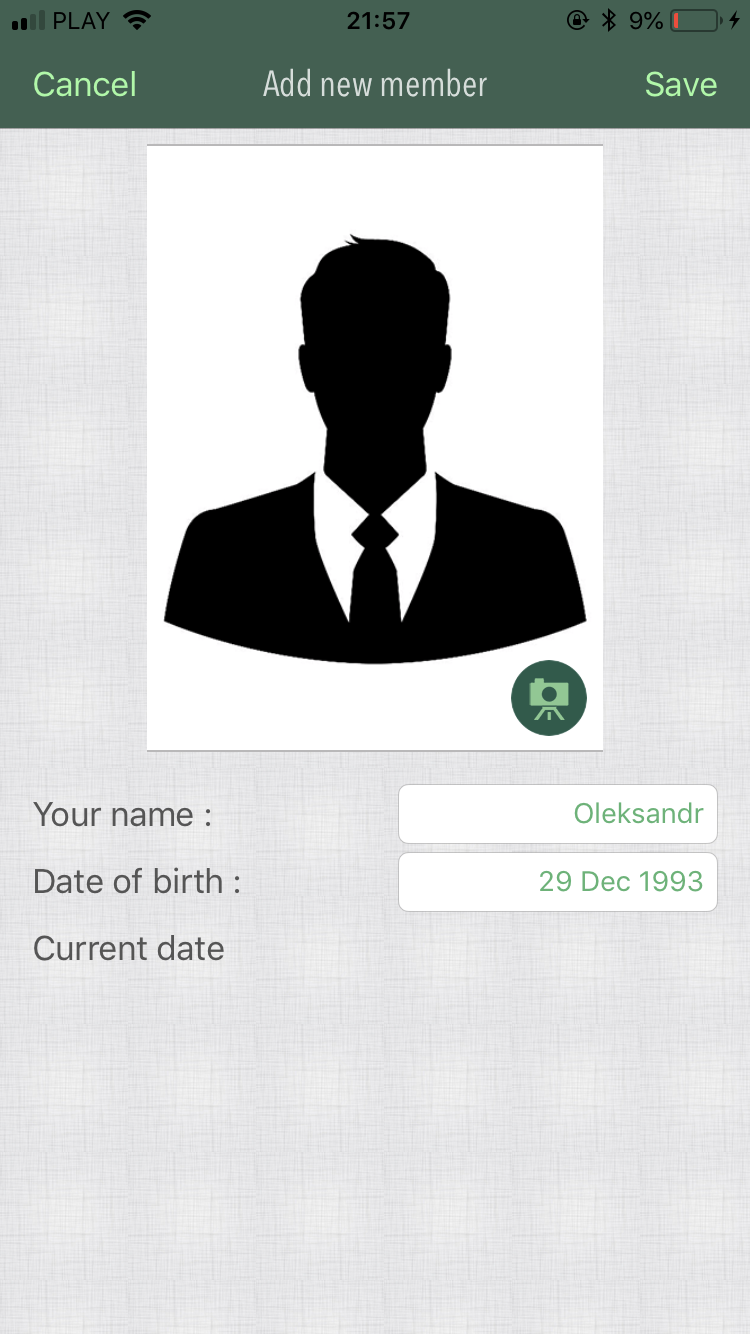 PLAY 21:57 9%
Cancel Add new member Save
Your name : Oleksandr
Date of birth : 29 Dec 1993
Current date